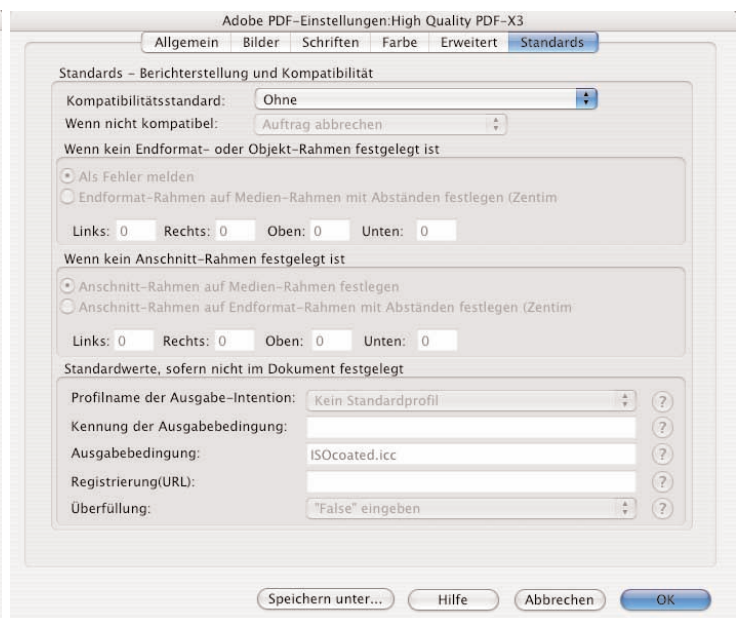 Adobe PDF-Einstellungen:High Quality PDF-X3
Allgemein Bilder Schriften Farbe Erweitert Standards
Standards – Berichterstellung und Kompatibilität
Kompatibilitätsstandard: Ohne
Wenn nicht kompatibel: Auftrag abbrechen
Wenn kein Endformat- oder Objekt-Rahmen festgelegt ist
Als Fehler melden
Endformat-Rahmen auf Medien-Rahmen mit Abständen festlegen (Zentim
Links: 0 Rechts: 0 Oben: 0 Unten: 0
Wenn kein Anschnitt-Rahmen festgelegt ist
Anschnitt-Rahmen auf Medien-Rahmen festlegen
Anschnitt-Rahmen auf Endformat-Rahmen mit Abständen festlegen (Zentim
Links: 0 Rechts: 0 Oben: 0 Unten: 0
Standardwerte, sofern nicht im Dokument festgelegt
Profilname der Ausgabe-Intention: Kein Standardprofil ?
Kennung der Ausgabebedingung: ?
Ausgabebedingung: ISOcoated.icc ?
Registrierung(URL): ?
Überfüllung: "False" eingeben ?
Speichern unter... Hilfe Abbrechen OK